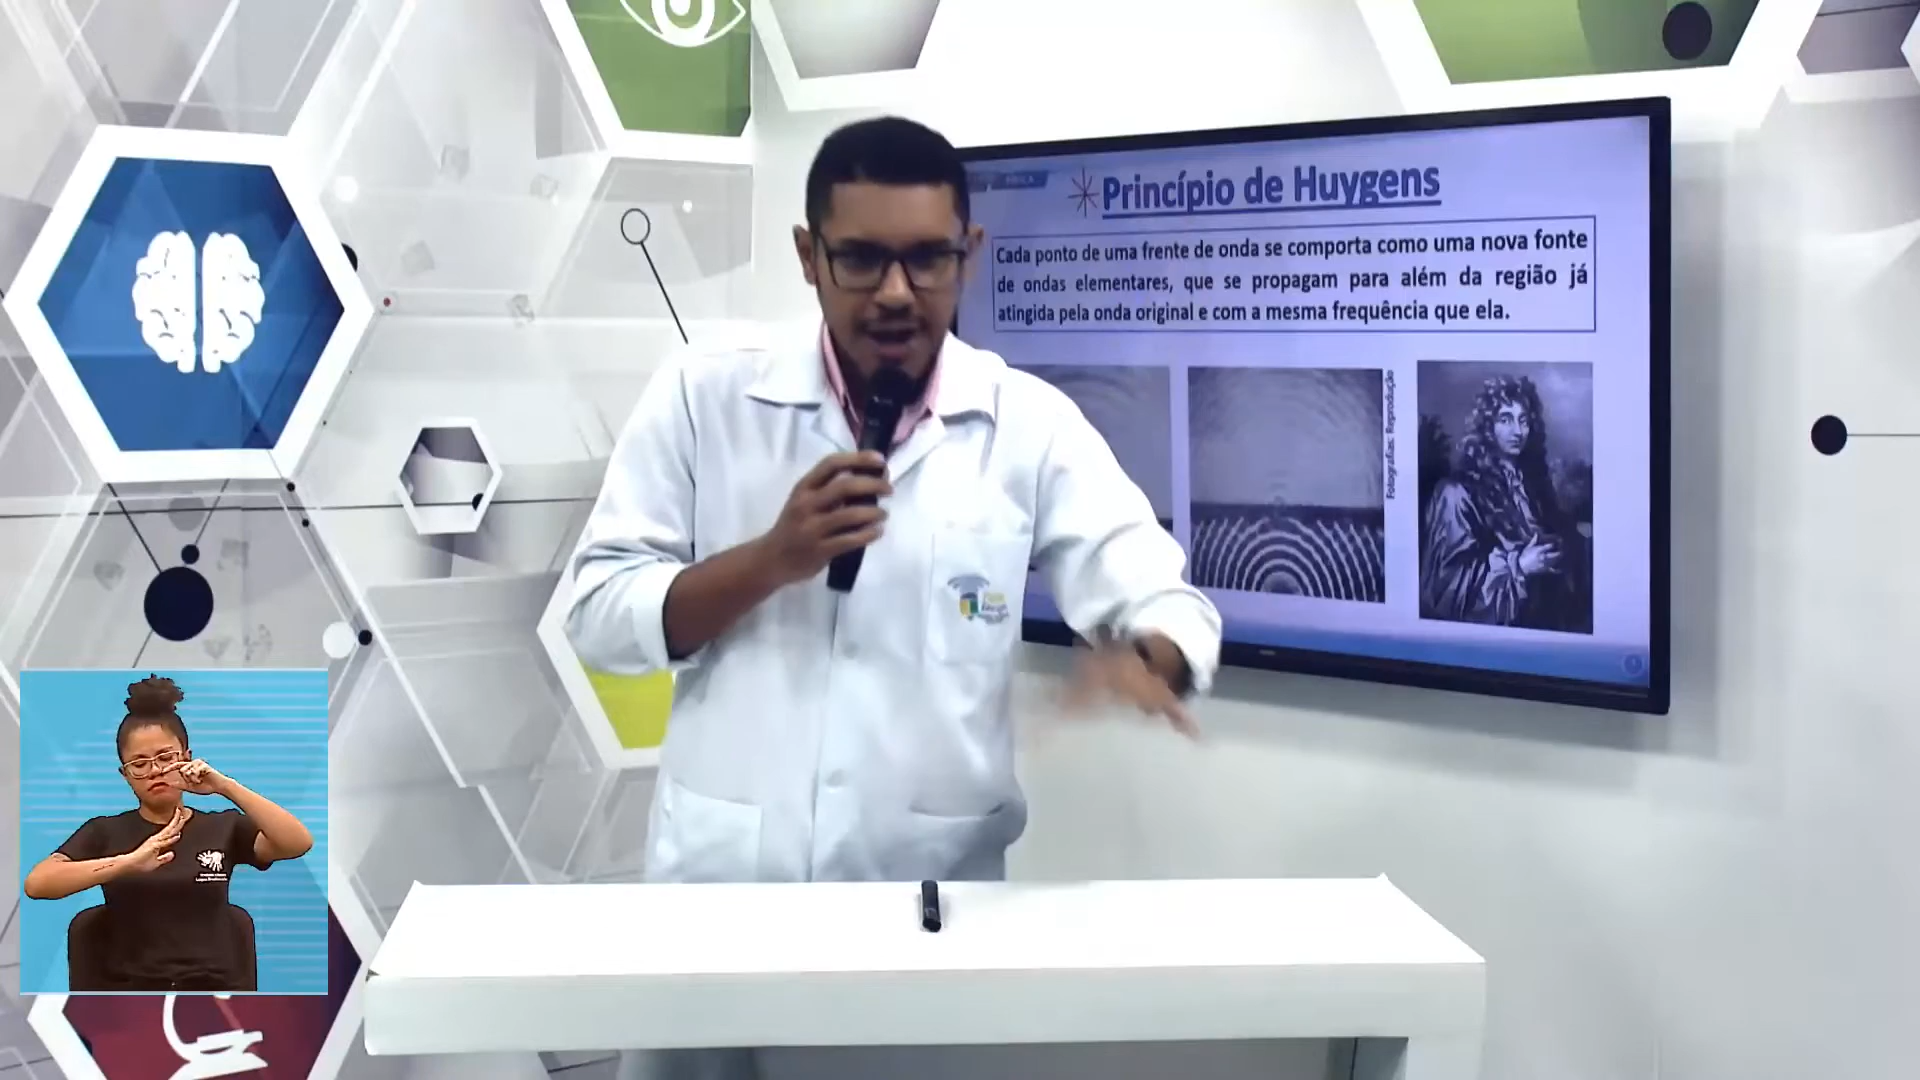 Princípio de Huygens
Cada ponto de uma frente de onda se comporta como uma nova fonte
de ondas elementares, que se propagam para além da região já
atingida pela onda original e com a mesma frequência que ela.
Fotografias: Reprodução